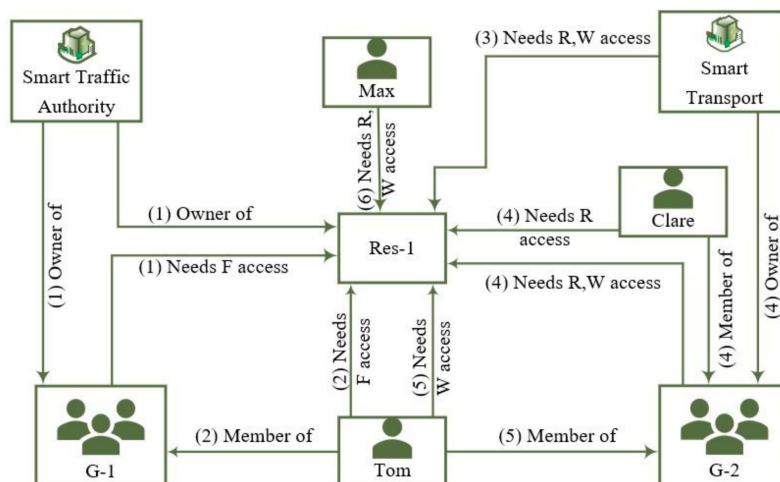 Smart Traffic
Authority
Max
(3) Needs R,W access
Smart
Transport
(6) Needs R,
W access
(1) Owner of
(1) Owner of
Res-1
(4) Needs R
access
Clare
(1) Needs F access
(4) Needs R,W access
(4) Member of
(4) Owner of
(2) Needs
F access
(5) Needs
W access
G-1
(2) Member of
Tom
(5) Member of
G-2